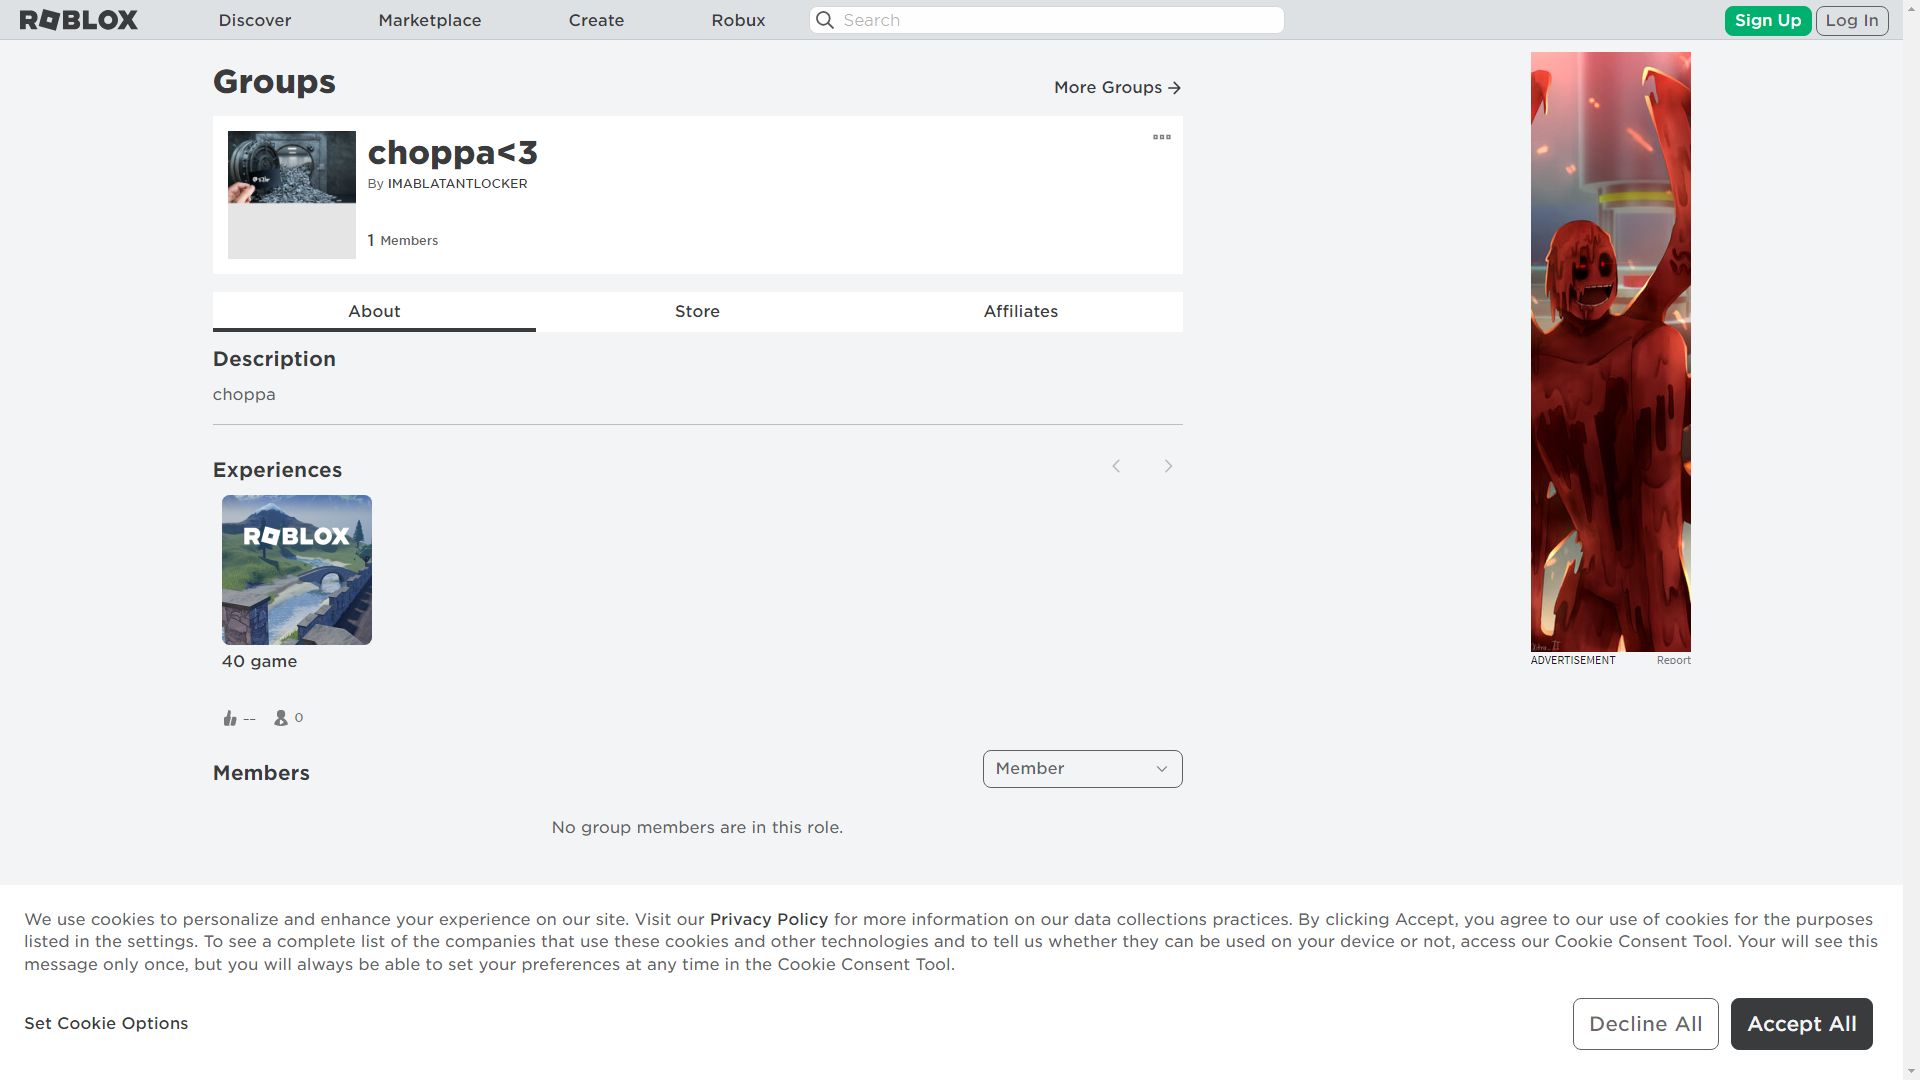 ROBLOX
Discover
Marketplace
Create
Robux
Search
Sign Up
Log In
Groups
More Groups
choppa<3
By IMABLATANTLOCKER
1 Members
About
Store
Affiliates
Description
choppa
Experiences
ROBLOX
40 game
--
0
ADVERTISEMENT
Report
Members
Member
No group members are in this role.
We use cookies to personalize and enhance your experience on our site. Visit our Privacy Policy for more information on our data collections practices. By clicking Accept, you agree to our use of cookies for the purposes
listed in the settings. To see a complete list of the companies that use these cookies and other technologies and to tell us whether they can be used on your device or not, access our Cookie Consent Tool. Your will see this
message only once, but you will always be able to set your preferences at any time in the Cookie Consent Tool.
Set Cookie Options
Decline All
Accept All